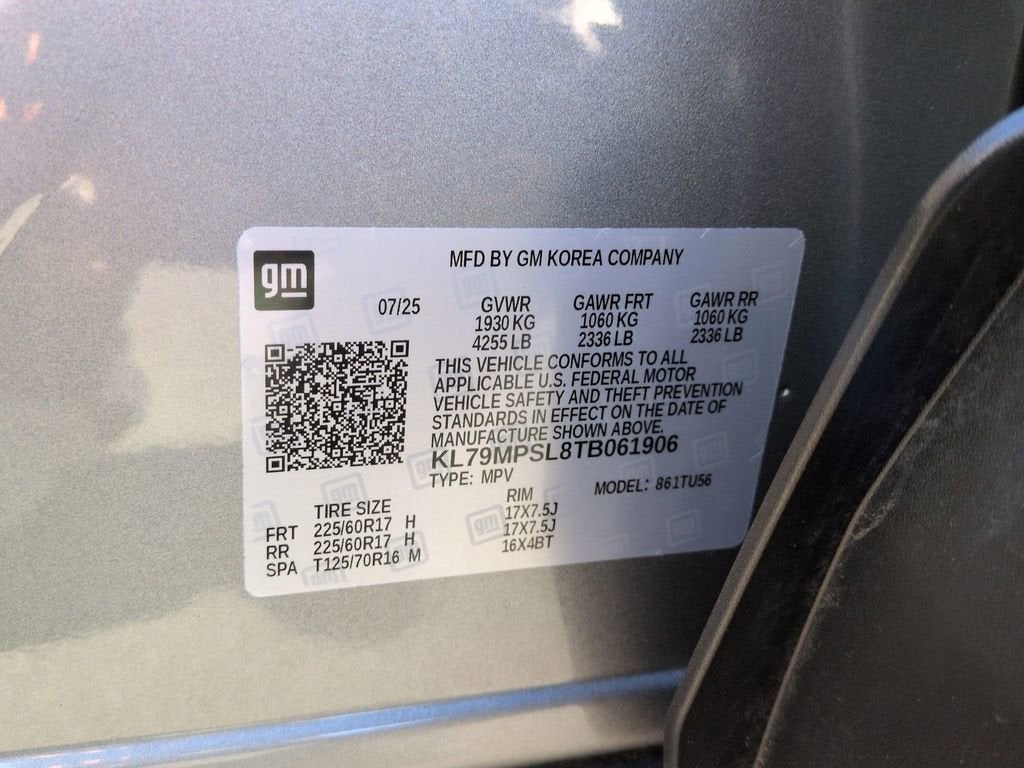 gm
MFD BY GM KOREA COMPANY
07/25 GVWR GAWR FRT GAWR RR
1930 KG 1060 KG 1060 KG
4255 LB 2336 LB 2336 LB
THIS VEHICLE CONFORMS TO ALL
APPLICABLE U.S. FEDERAL MOTOR
VEHICLE SAFETY AND THEFT PREVENTION
STANDARDS IN EFFECT ON THE DATE OF
MANUFACTURE SHOWN ABOVE.
KL79MPSL8TB061906
TYPE: MPV MODEL: 861TU56
TIRE SIZE RIM
FRT 225/60R17 H 17X7.5J
RR 225/60R17 H 17X7.5J
SPA T125/70R16 M 16X4BT